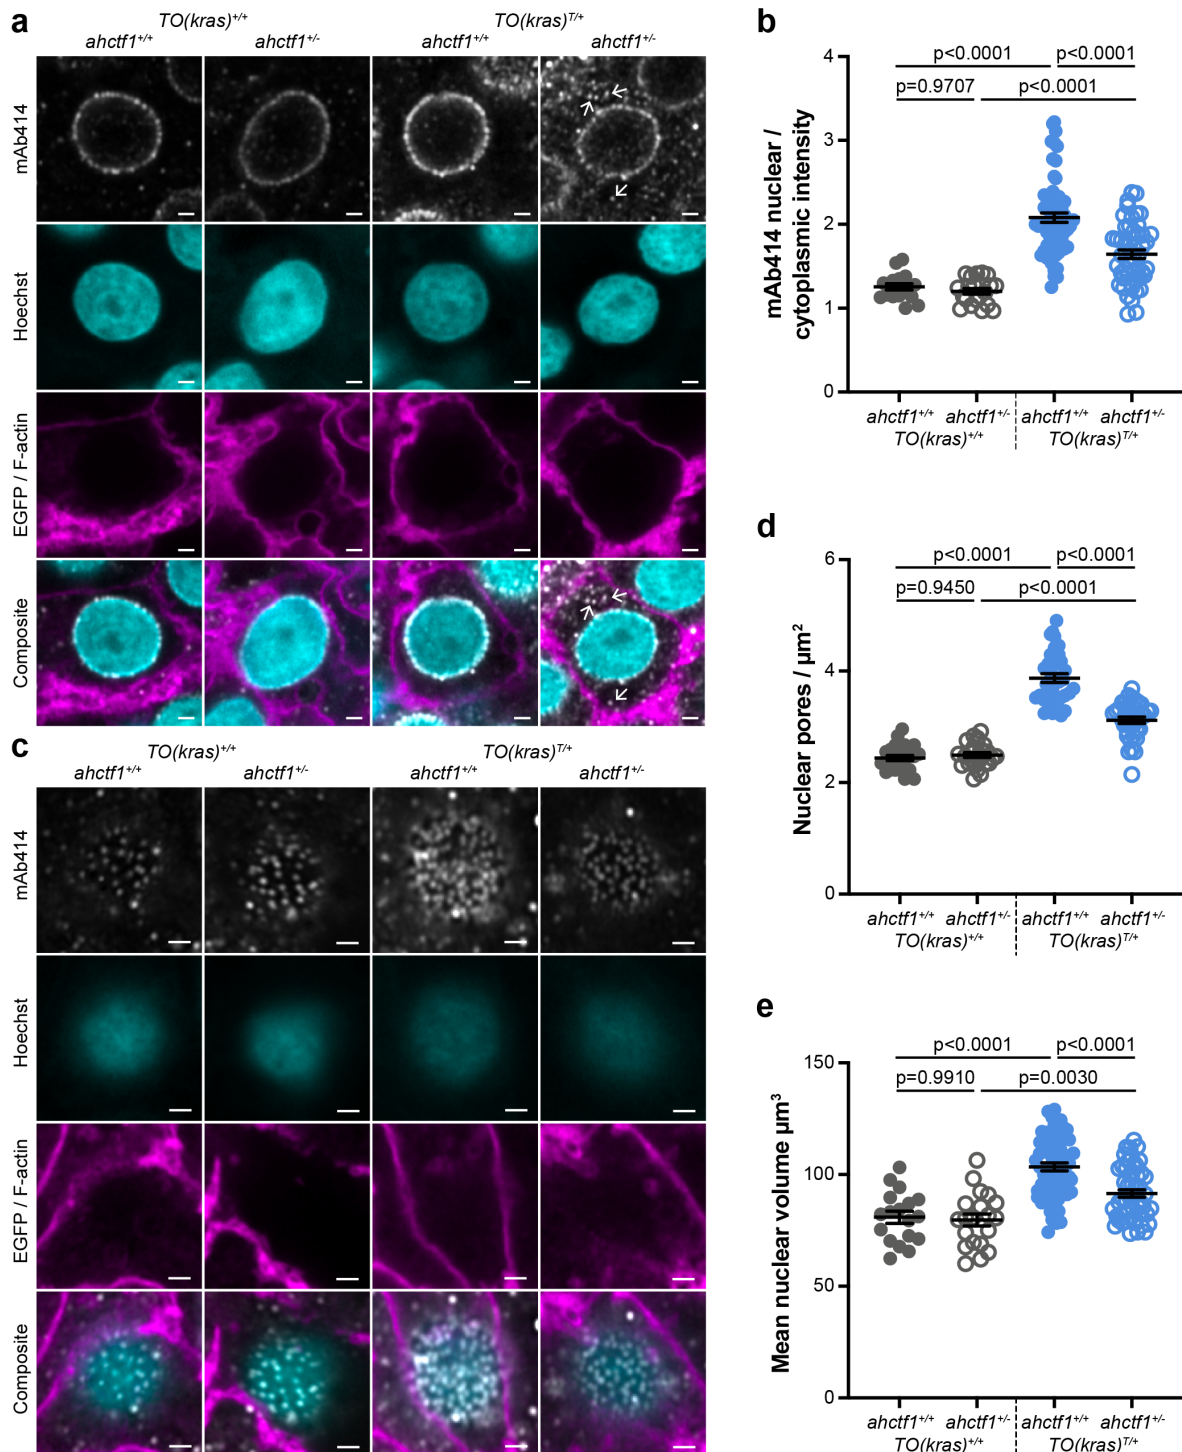 a
TO(kras)+/+ TO(kras)T/+
ahctf1+/+ ahctf1+/- ahctf1+/+ ahctf1+/-
mAb414
Hoechst
EGFP / F-actin
Composite
b
mAb414 nuclear /
cytoplasmic intensity
4
3
2
1
0
p<0.0001 p<0.0001
p=0.9707 p<0.0001
ahctf1+/+ ahctf1+/- ahctf1+/+ ahctf1+/-
TO(kras)+/+ TO(kras)T/+
c
TO(kras)+/+ TO(kras)T/+
ahctf1+/+ ahctf1+/- ahctf1+/+ ahctf1+/-
mAb414
Hoechst
EGFP / F-actin
Composite
d
Nuclear pores / µm2
6
4
2
0
p<0.0001 p<0.0001
p=0.9450 p<0.0001
ahctf1+/+ ahctf1+/- ahctf1+/+ ahctf1+/-
TO(kras)+/+ TO(kras)T/+
e
Mean nuclear volume µm3
150
100
50
0
p<0.0001 p<0.0001
p=0.9910 p=0.0030
ahctf1+/+ ahctf1+/- ahctf1+/+ ahctf1+/-
TO(kras)+/+ TO(kras)T/+